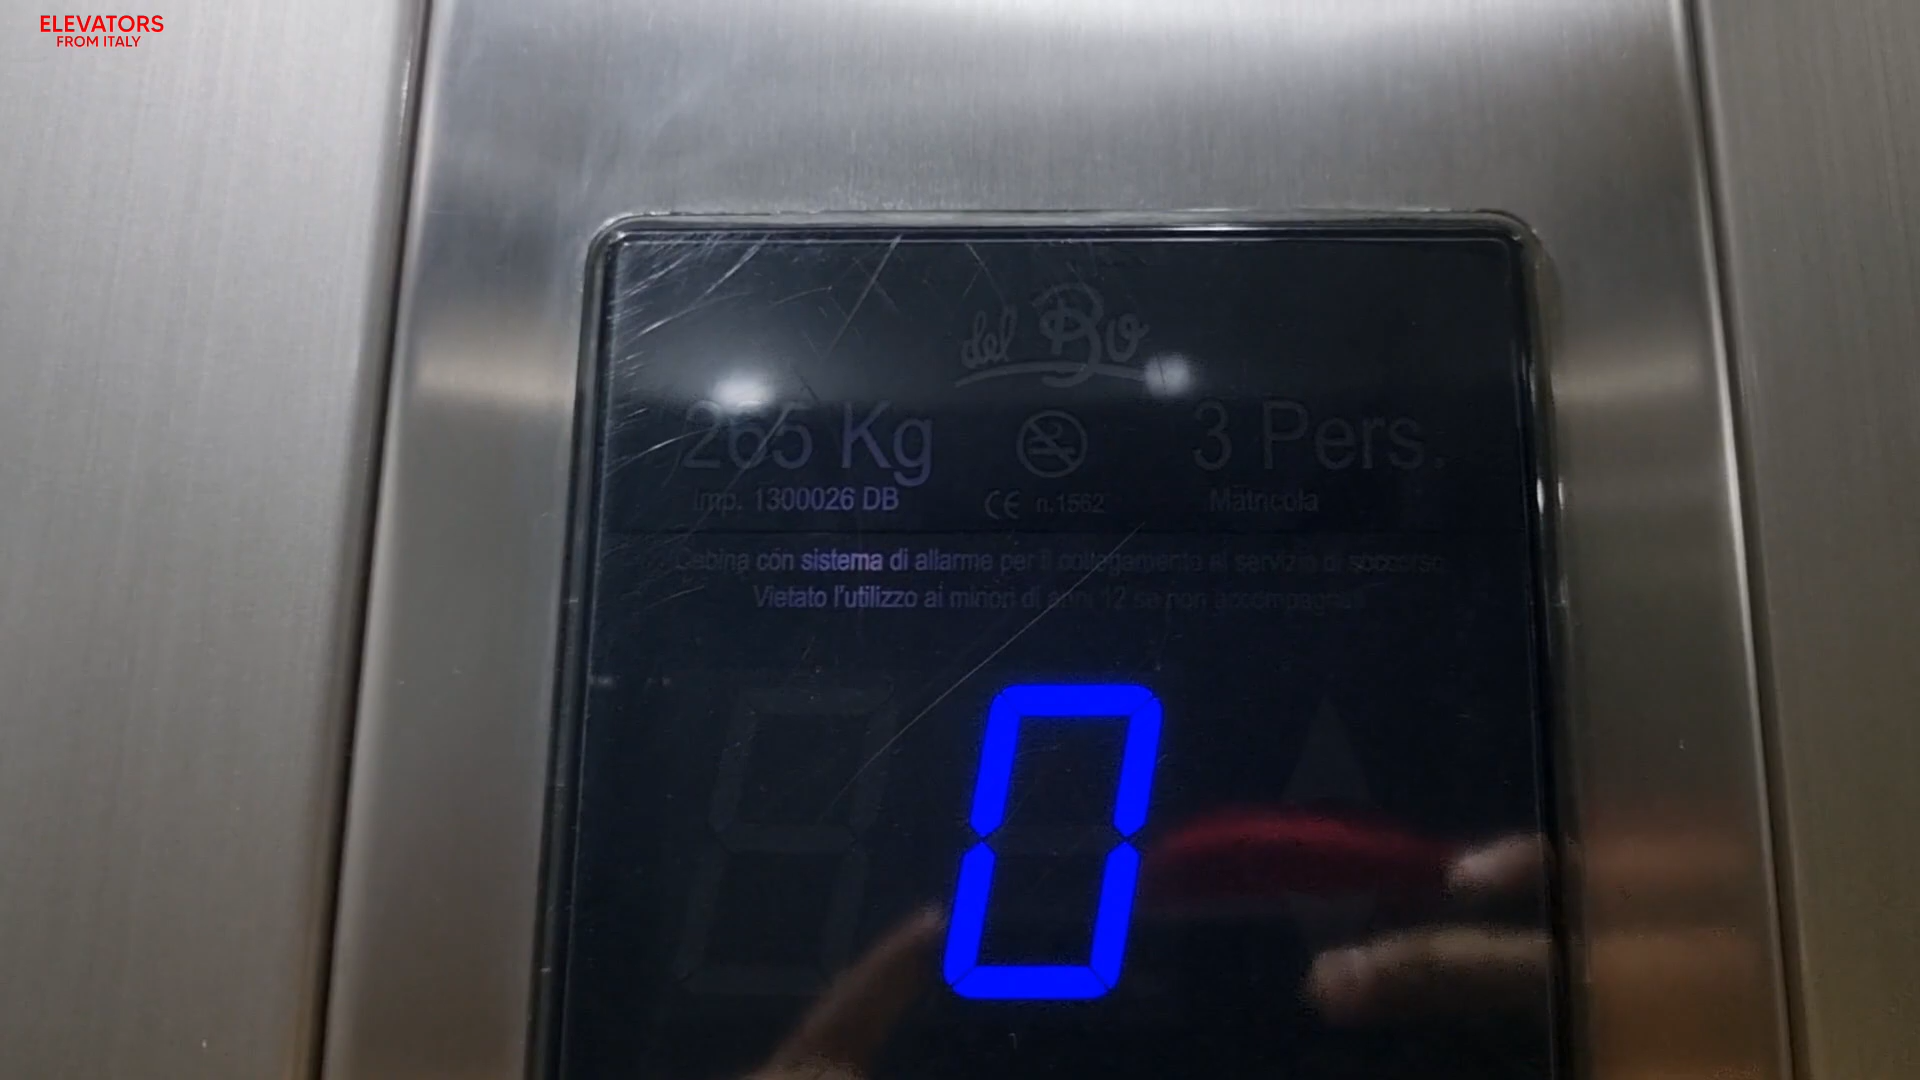 ELEVATORS
FROM ITALY
del Bo
265 Kg
3 Pers.
Imp. 1300026 DB
CE n.1562
Matricola
Cabina con sistema di allarme per il collegamento al servizio di soccorso
Vietato l'utilizzo ai minori di anni 12 se non accompagnati
0